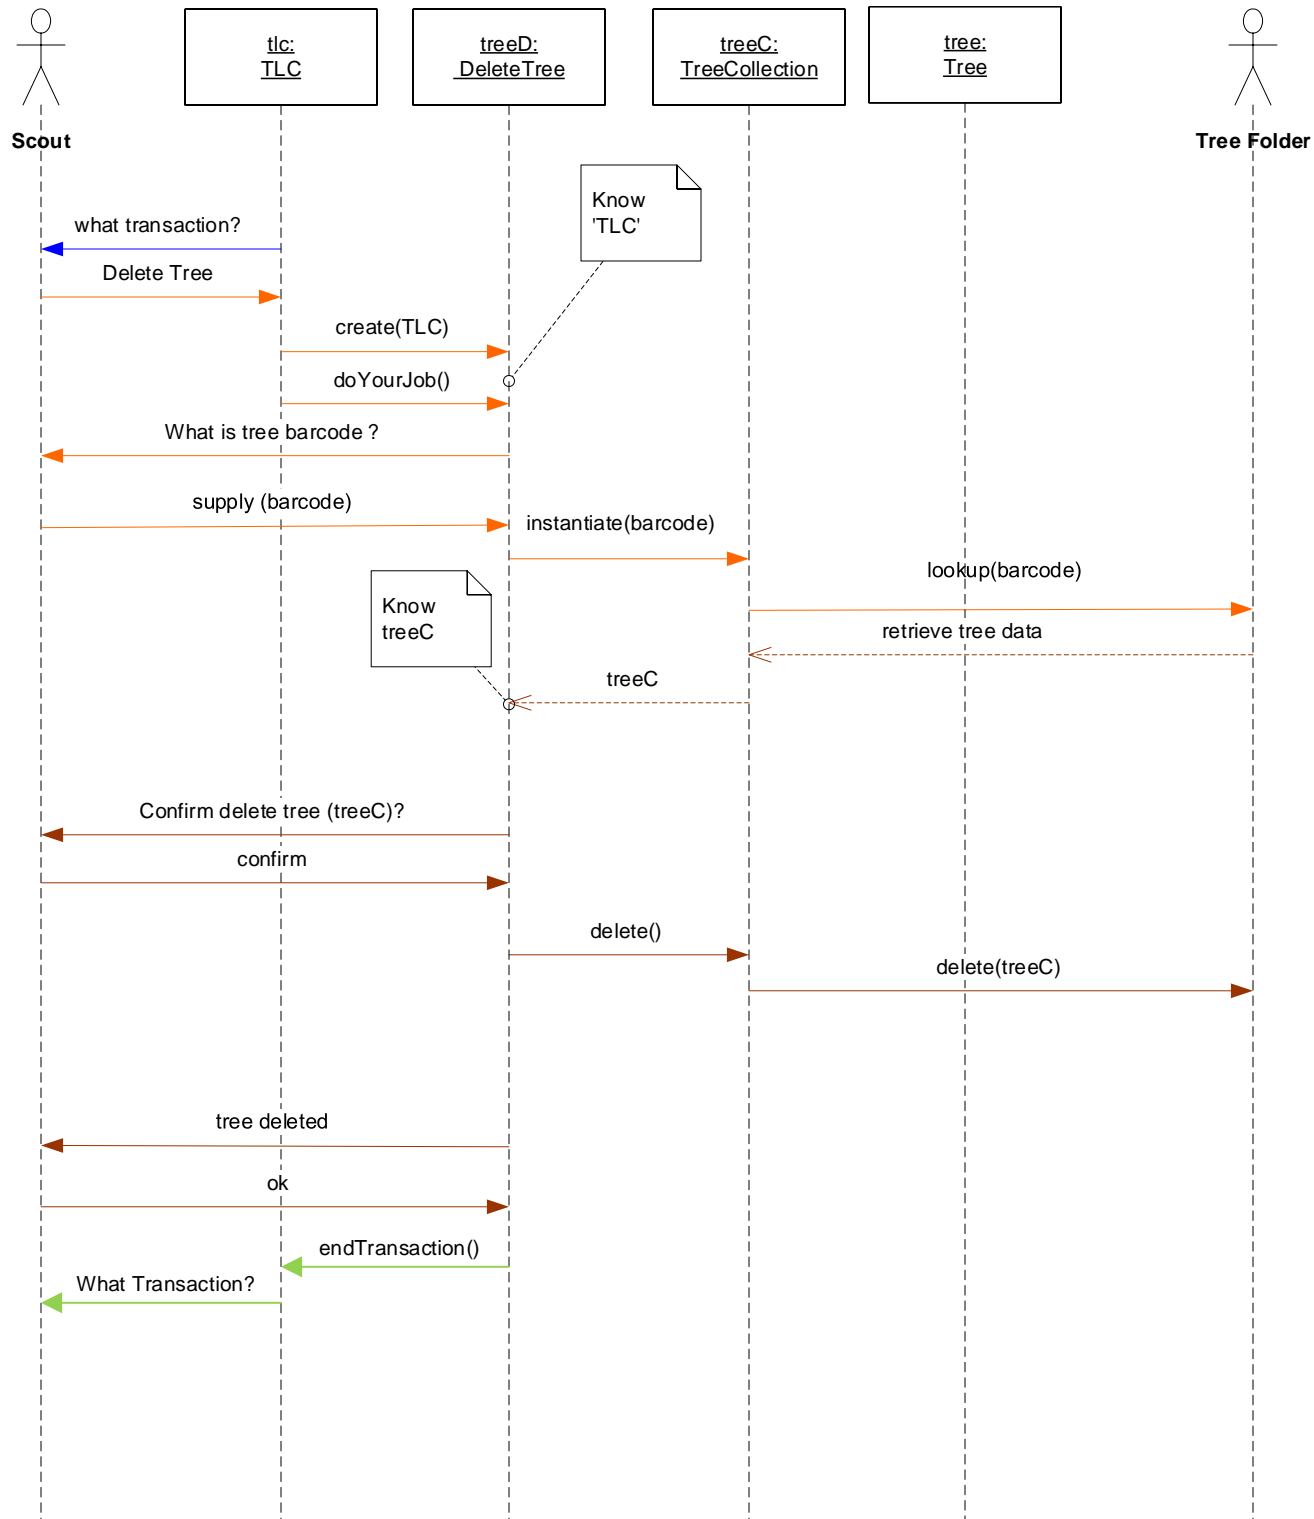 tlc:
TLC
treeD:
DeleteTree
treeC:
TreeCollection
tree:
Tree
Scout
Tree Folder
Know
'TLC'
what transaction?
Delete Tree
create(TLC)
doYourJob()
What is tree barcode ?
supply (barcode)
instantiate(barcode)
lookup(barcode)
Know
treeC
retrieve tree data
treeC
Confirm delete tree (treeC)?
confirm
delete()
delete(treeC)
tree deleted
ok
endTransaction()
What Transaction?